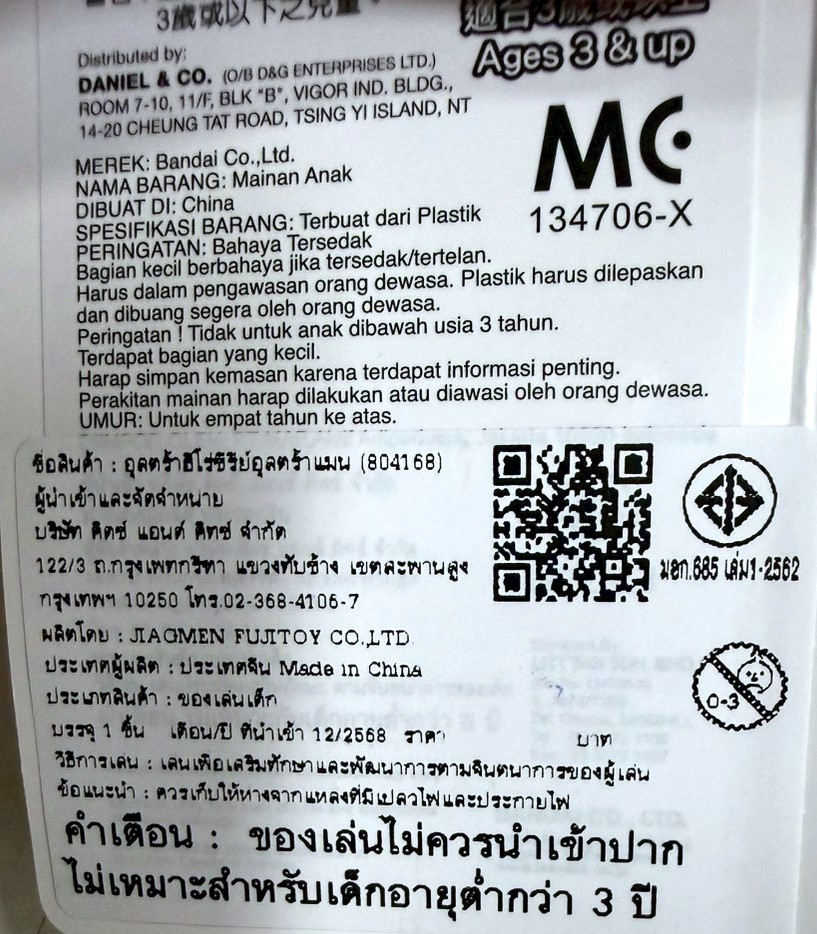 3歲或以下之兒童
適合3歲或以上
Ages 3 & up
Distributed by:
DANIEL & CO. (O/B D&G ENTERPRISES LTD.)
ROOM 7-10, 11/F, BLK "B", VIGOR IND. BLDG.,
14-20 CHEUNG TAT ROAD, TSING YI ISLAND, NT
MC
134706-X
MEREK: Bandai Co.,Ltd.
NAMA BARANG: Mainan Anak
DIBUAT DI: China
SPESIFIKASI BARANG: Terbuat dari Plastik
PERINGATAN: Bahaya Tersedak
Bagian kecil berbahaya jika tersedak/tertelan.
Harus dalam pengawasan orang dewasa. Plastik harus dilepaskan
dan dibuang segera oleh orang dewasa.
Peringatan ! Tidak untuk anak dibawah usia 3 tahun.
Terdapat bagian yang kecil.
Harap simpan kemasan karena terdapat informasi penting.
Perakitan mainan harap dilakukan atau diawasi oleh orang dewasa.
UMUR: Untuk empat tahun ke atas.
ชื่อสินค้า : อุลตร้าฮีโร่ซีรีย์อุลตร้าแมน (804168)
ผู้นำเข้าและจัดจำหน่าย
บริษัท คิตซ์ แอนด์ คิทซ์ จำกัด
122/3 ถ.กรุงเทพกรีฑา แขวงทับช้าง เขตสะพานสูง
กรุงเทพฯ 10250 โทร.02-368-4106-7
ผลิตโดย : JIAGMEN FUJITOY CO.,LTD
ประเทศผู้ผลิต : ประเทศจีน Made in China
ประเภทสินค้า : ของเล่นเด็ก
บรรจุ 1 ชิ้น เดือน/ปี ที่นำเข้า 12/2568 ราคา บาท
วิธีการเล่น : เล่นเพื่อเสริมทักษะและพัฒนาการตามจินตนาการของผู้เล่น
ข้อแนะนำ : ควรเก็บให้ห่างจากแหล่งที่มีเปลวไฟและประกายไฟ
คำเตือน : ของเล่นไม่ควรนำเข้าปาก
ไม่เหมาะสำหรับเด็กอายุต่ำกว่า 3 ปี
มอก.685 เล่ม1-2562
0-3